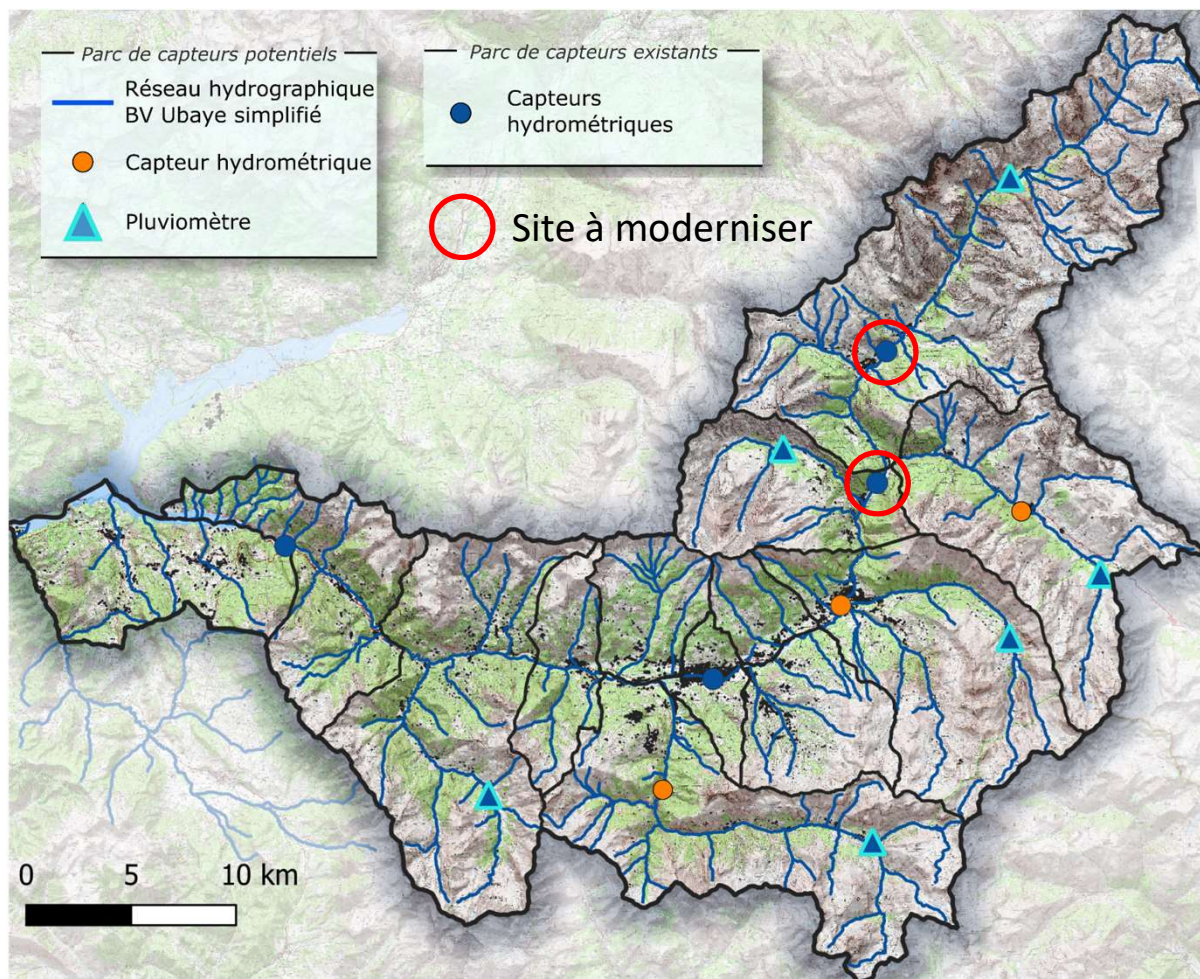 Parc de capteurs potentiels
Réseau hydrographique
BV Ubaye simplifié
Capteur hydrométrique
Pluviomètre
Parc de capteurs existants
Capteurs
hydrométriques
Site à moderniser
0 5 10 km